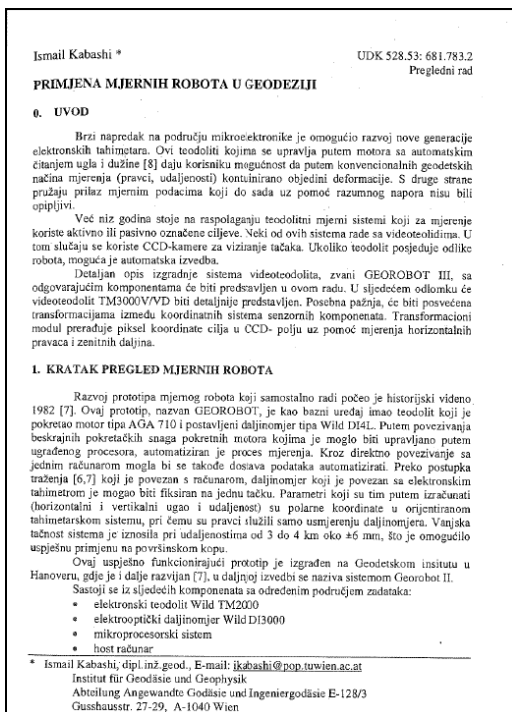 Ismail Kabashi *
UDK 528.53: 681.783.2
Pregledni rad
PRIMJENA MJERNIH ROBOTA U GEODEZIJI
0. UVOD
Brzi napredak na području mikroelektronike je omogućio razvoj nove generacije
elektronskih tahimetara. Ovi teodoliti kojima se upravlja putem motora sa automatskim
čitanjem ugla i dužine [8] daju korisniku mogućnost da putem konvencionalnih geodetskih
načina mjerenja (pravci, udaljenosti) kontinuirano objedini deformacije. S druge strane
pružaju prilaz mjernim podacima koji do sada uz pomoć razumnog napora nisu bili
opipljivi.
Već niz godina stoje na raspolaganju teodolitni mjerni sistemi koji za mjerenje
koriste aktivno ili pasivno označene ciljeve. Neki od ovih sistema rade sa videoteolidima. U
tom slučaju se koriste CCD-kamere za viziranje tačaka. Ukoliko teodolit posjeduje odlike
robota, moguća je automatska izvedba.
Detaljan opis izgradnje sistema videoteodolita, zvani GEOROBOT III, sa
odgovarajućim komponentama će biti predstavljen u ovom radu. U sljedećem odlomku će
videoteodolit TM3000V/VD biti detaljnije predstavljen. Posebna pažnja, će biti posvećena
transformacijama između koordinatnih sistema senzornih komponenata. Transformacioni
modul prerađuje piksel koordinate cilja u CCD- polju uz pomoć mjerenja horizontalnih
pravaca i zenitnih daljina.
1. KRATAK PREGLED MJERNIH ROBOTA
Razvoj prototipa mjernog robota koji samostalno radi počeo je historijski viđeno
1982 [7]. Ovaj prototip, nazvan GEOROBOT, je kao bazni uređaj imao teodolit koji je
pokretao motor tipa AGA 710 i postavljeni daljinomjer tipa Wild DI4L. Putem povezivanja
beskrajnih pokretačkih snaga pokretnih motora kojima je moglo biti upravljano putem
ugrađenog procesora, automatiziran je proces mjerenja. Kroz direktno povezivanje sa
jednim računarom mogla bi se takođe dostava podataka automatizirati. Preko postupka
traženja [6,7] koji je povezan s računarom, daljinomjer koji je povezan sa elektronskim
tahimetrom je mogao biti fiksiran na jednu tačku. Parametri koji su tim putem izračunati
(horizontalni i vertikalni ugao i udaljenost) su polarne koordinate u orijentiranom
tahimetarskom sistemu, pri čemu su pravci služili samo usmjerenju daljinomjera. Vanjska
tačnost sistema je iznosila pri udaljenostima od 3 do 4 km oko ±6 mm, što je omogućilo
uspješnu primjenu na površinskom kopu.
Ovaj uspješno funkcionirajući prototip je izgrađen na Geodetskom insitutu u
Hanoveru, gdje je i dalje razvijan [7], u daljnjoj izvedbi se naziva sistemom Georobot II.
Sastoji se iz sljedećih komponenata sa određenim područjem zadataka:
• elektronski teodolit Wild TM2000
• elektrooptički daljinomjer Wild DI3000
• mikroprocesorski sistem
• host računar
* Ismail Kabashi, dipl.inž.geod., E-mail: ikabashi@pop.tuwien.ac.at
Institut für Geodäsie und Geophysik
Abteilung Angewandte Godäsie und Ingeniergodäsie E-128/3
Gusshausstr. 27-29, A-1040 Wien